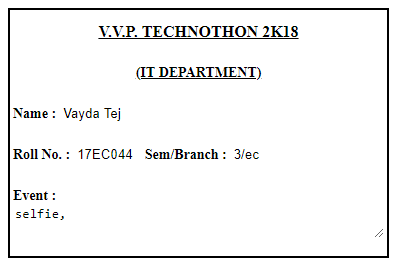 V.V.P. TECHNOTHON 2K18
(IT DEPARTMENT)
Name : Vayda Tej
Roll No. : 17EC044 Sem/Branch : 3/ec
Event :
selfie,